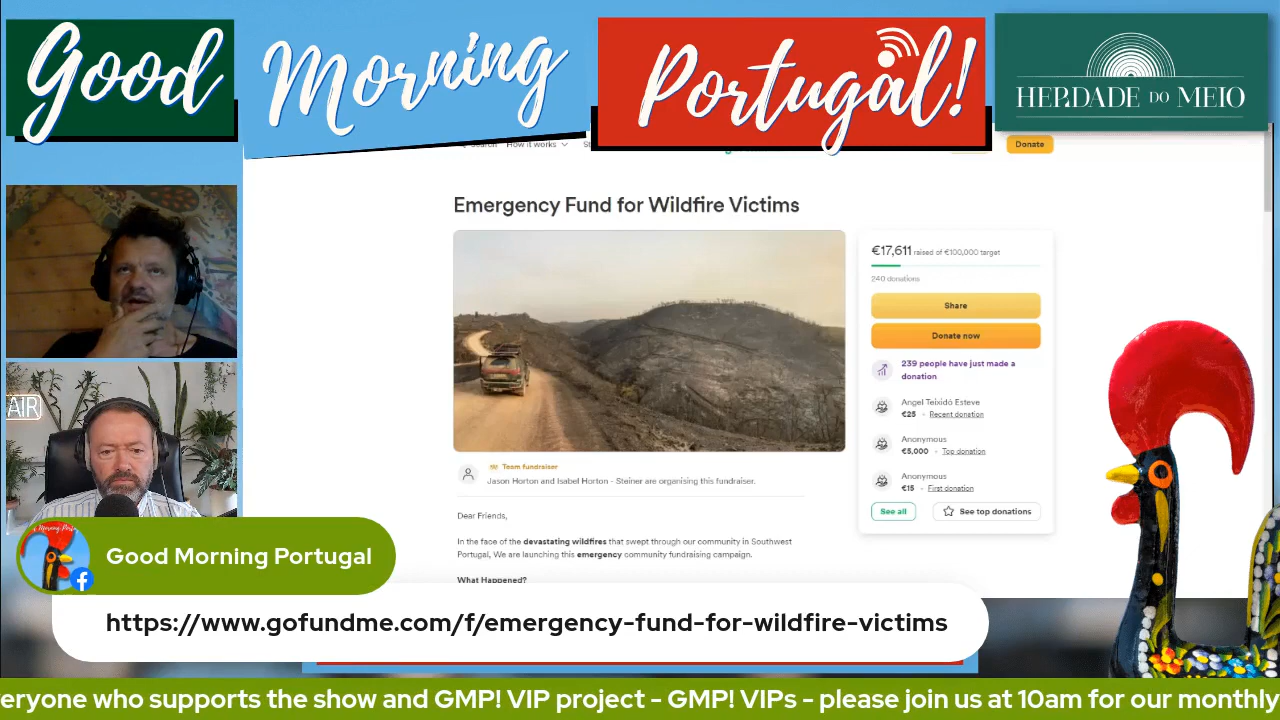 Good Morning Portugal!
HERDADE DO MEIO
Search How it works
Donate
Emergency Fund for Wildfire Victims
€17,611 raised of €100,000 target
240 donations
Share
Donate now
239 people have just made a
donation
Angel Teixidó Esteve
€25 • Recent donation
Anonymous
€5,000 • Top donation
Anonymous
€15 • First donation
See all
See top donations
Team fundraiser
Jason Horton and Isabel Horton - Steiner are organising this fundraiser.
Dear Friends,
In the face of the devastating wildfires that swept through our community in Southwest
Portugal, We are launching this emergency community fundraising campaign.
What Happened?
AIR
Good Morning Portugal
https://www.gofundme.com/f/emergency-fund-for-wildfire-victims
who supports the show and GMP! VIP project - GMP! VIPs - please join us at 10am for our monthly